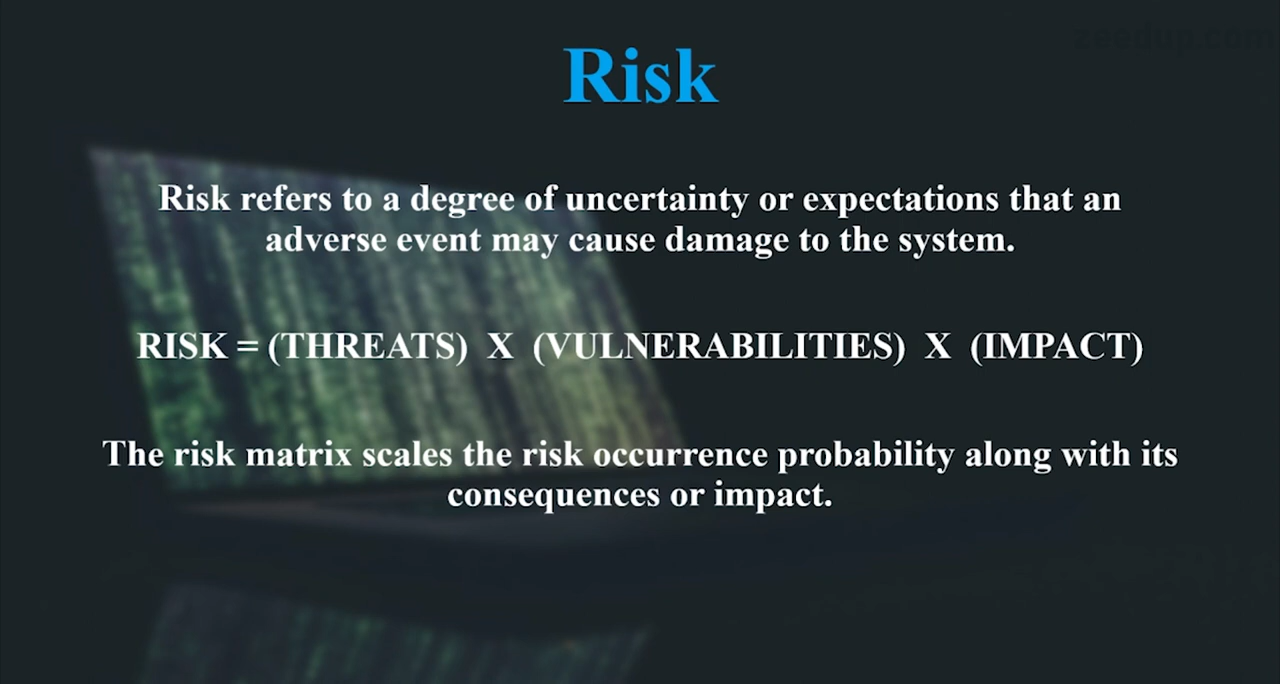 Risk
Risk refers to a degree of uncertainty or expectations that an
adverse event may cause damage to the system.
RISK = (THREATS) X (VULNERABILITIES) X (IMPACT)
The risk matrix scales the risk occurrence probability along with its
consequences or impact.